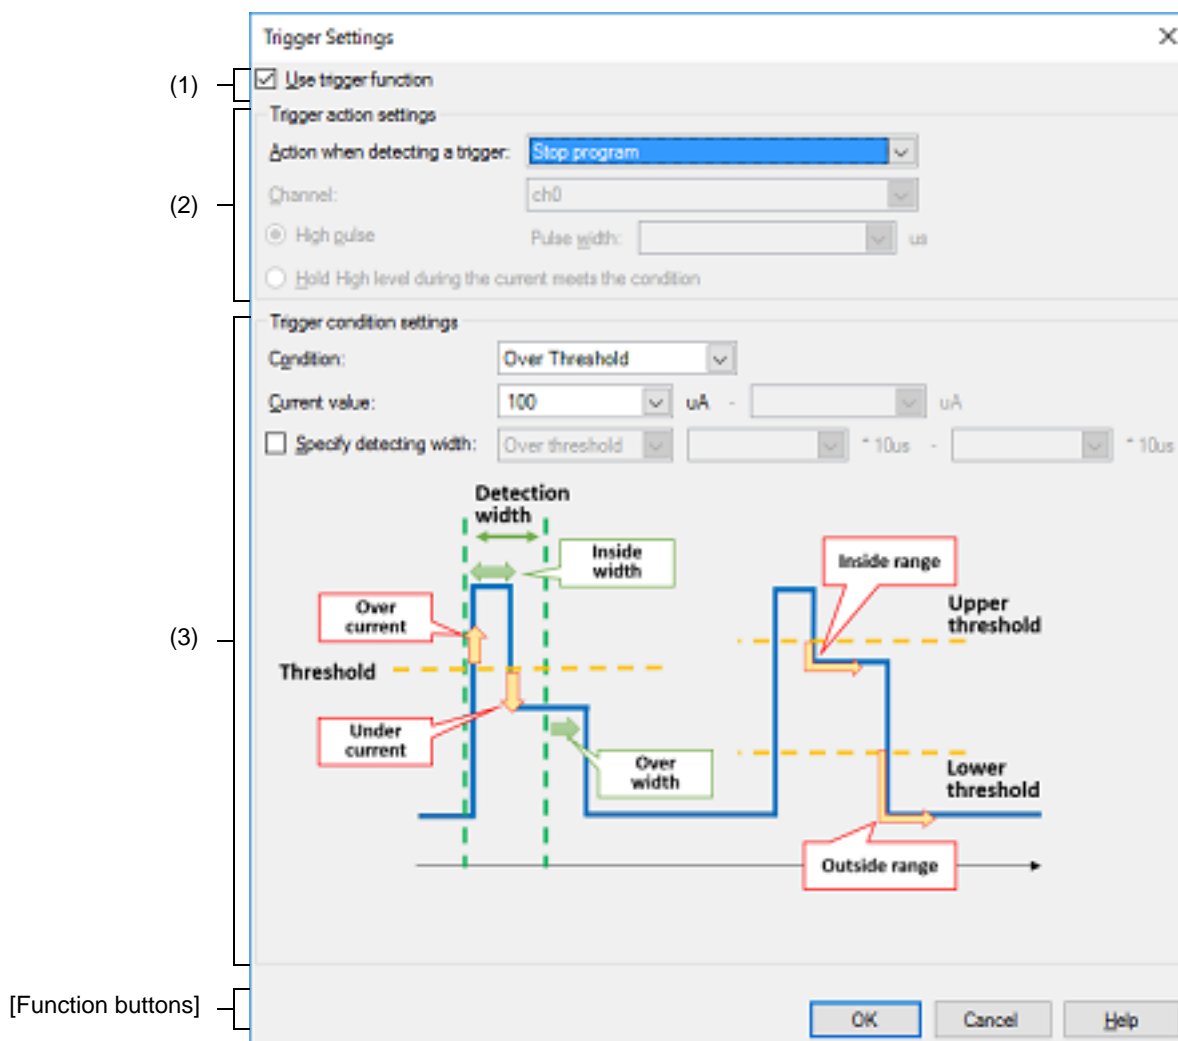 Trigger Settings
(1)
Use trigger function
Trigger action settings
Action when detecting a trigger: Stop program
(2)
Channel: ch0
High pulse Pulse width: us
Hold High level during the current meets the condition
Trigger condition settings
Condition: Over Threshold
Current value: 100 uA - uA
Specify detecting width: Over threshold * 10us - * 10us
(3)
Detection
width
Inside
width
Over
current
Threshold
Under
current
Over
width
Inside range
Upper
threshold
Lower
threshold
Outside range
[Function buttons]
OK Cancel Help